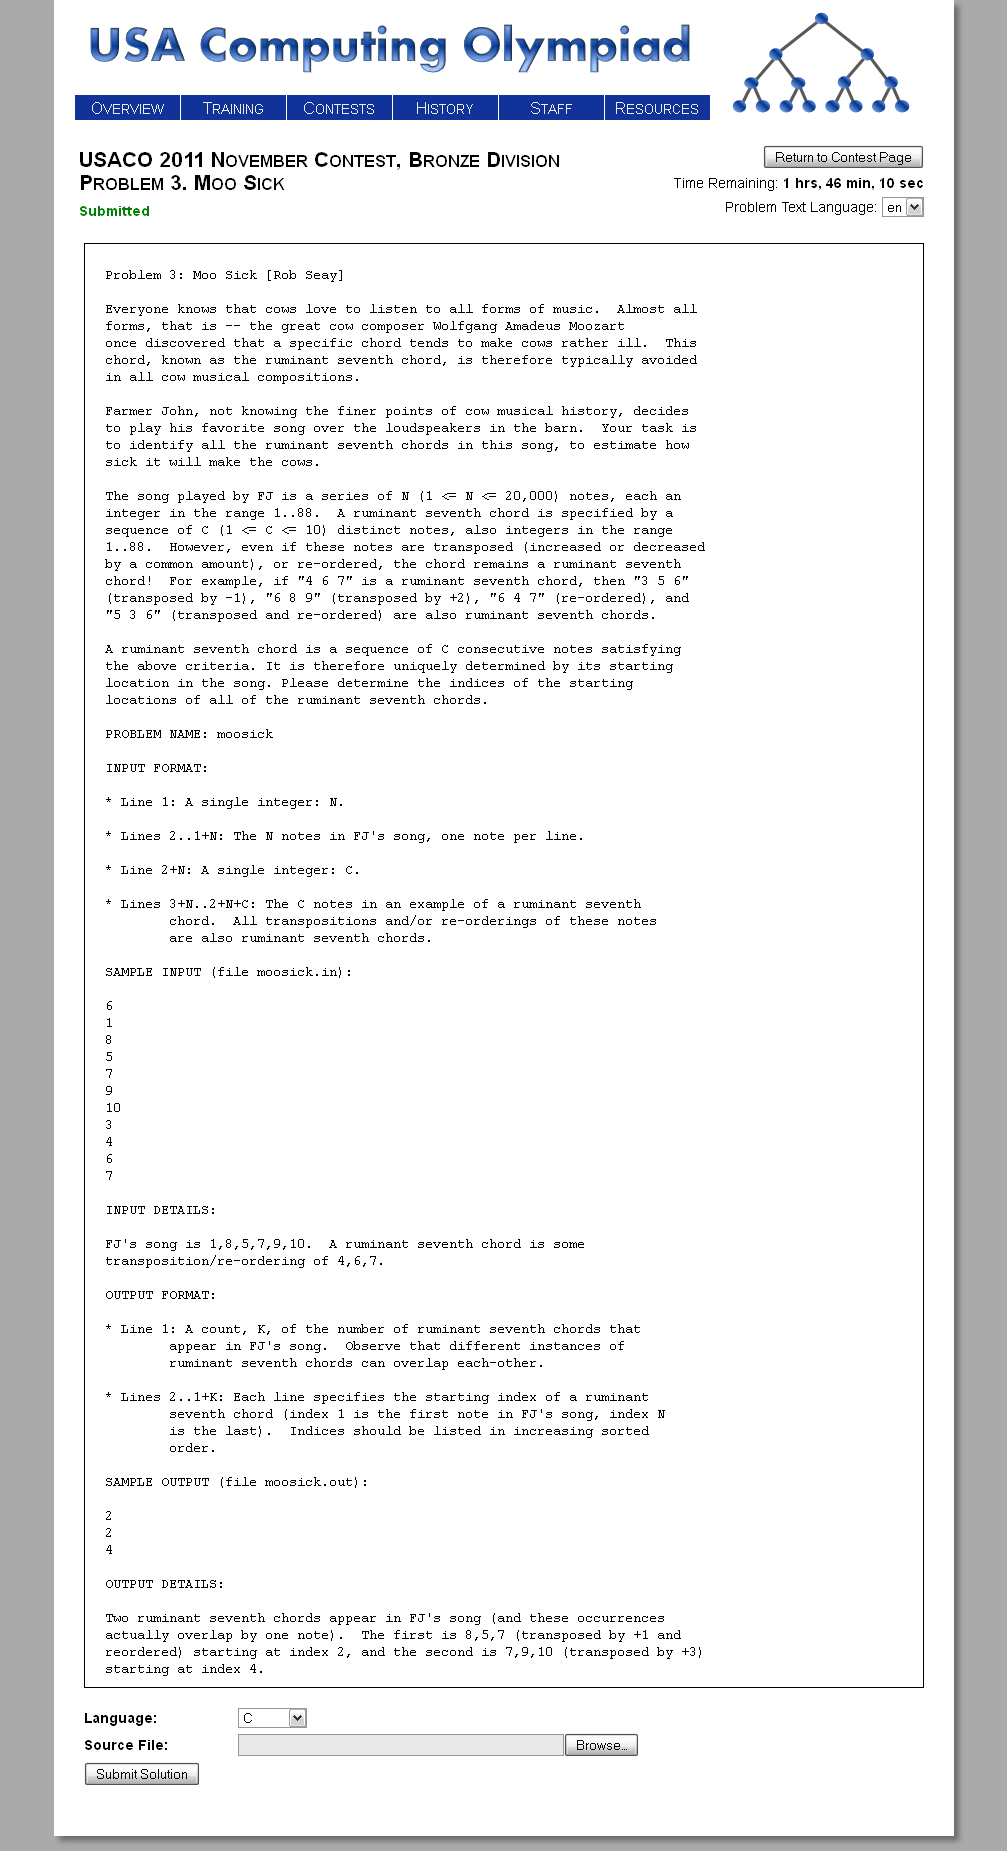 USA Computing Olympiad
OVERVIEW TRAINING CONTESTS HISTORY STAFF RESOURCES
USACO 2011 NOVEMBER CONTEST, BRONZE DIVISION
PROBLEM 3. MOO SICK
Return to Contest Page
Time Remaining: 1 hrs, 46 min, 10 sec
Submitted
Problem Text Language: en
Problem 3: Moo Sick [Rob Seay]
Everyone knows that cows love to listen to all forms of music.  Almost all
forms, that is -- the great cow composer Wolfgang Amadeus Moozart
once discovered that a specific chord tends to make cows rather ill.  This
chord, known as the ruminant seventh chord, is therefore typically avoided
in all cow musical compositions.
Farmer John, not knowing the finer points of cow musical history, decides
to play his favorite song over the loudspeakers in the barn.  Your task is
to identify all the ruminant seventh chords in this song, to estimate how
sick it will make the cows.
The song played by FJ is a series of N (1 <= N <= 20,000) notes, each an
integer in the range 1..88.  A ruminant seventh chord is specified by a
sequence of C (1 <= C <= 10) distinct notes, also integers in the range
1..88.  However, even if these notes are transposed (increased or decreased
by a common amount), or re-ordered, the chord remains a ruminant seventh
chord!  For example, if "4 6 7" is a ruminant seventh chord, then "3 5 6"
(transposed by -1), "6 8 9" (transposed by +2), "6 4 7" (re-ordered), and
"5 3 6" (transposed and re-ordered) are also ruminant seventh chords.
A ruminant seventh chord is a sequence of C consecutive notes satisfying
the above criteria. It is therefore uniquely determined by its starting
location in the song. Please determine the indices of the starting
locations of all of the ruminant seventh chords.
PROBLEM NAME: moosick
INPUT FORMAT:
* Line 1: A single integer: N.
* Lines 2..1+N: The N notes in FJ's song, one note per line.
* Line 2+N: A single integer: C.
* Lines 3+N..2+N+C: The C notes in an example of a ruminant seventh
chord.  All transpositions and/or re-orderings of these notes
are also ruminant seventh chords.
SAMPLE INPUT (file moosick.in):
6
1
8
5
7
9
10
3
4
6
7
INPUT DETAILS:
FJ's song is 1,8,5,7,9,10.  A ruminant seventh chord is some
transposition/re-ordering of 4,6,7.
OUTPUT FORMAT:
* Line 1: A count, K, of the number of ruminant seventh chords that
appear in FJ's song.  Observe that different instances of
ruminant seventh chords can overlap each-other.
* Lines 2..1+K: Each line specifies the starting index of a ruminant
seventh chord (index 1 is the first note in FJ's song, index N
is the last).  Indices should be listed in increasing sorted
order.
SAMPLE OUTPUT (file moosick.out):
2
2
4
OUTPUT DETAILS:
Two ruminant seventh chords appear in FJ's song (and these occurrences
actually overlap by one note).  The first is 8,5,7 (transposed by +1 and
reordered) starting at index 2, and the second is 7,9,10 (transposed by +3)
starting at index 4.
Language: C
Source File: Browse...
Submit Solution